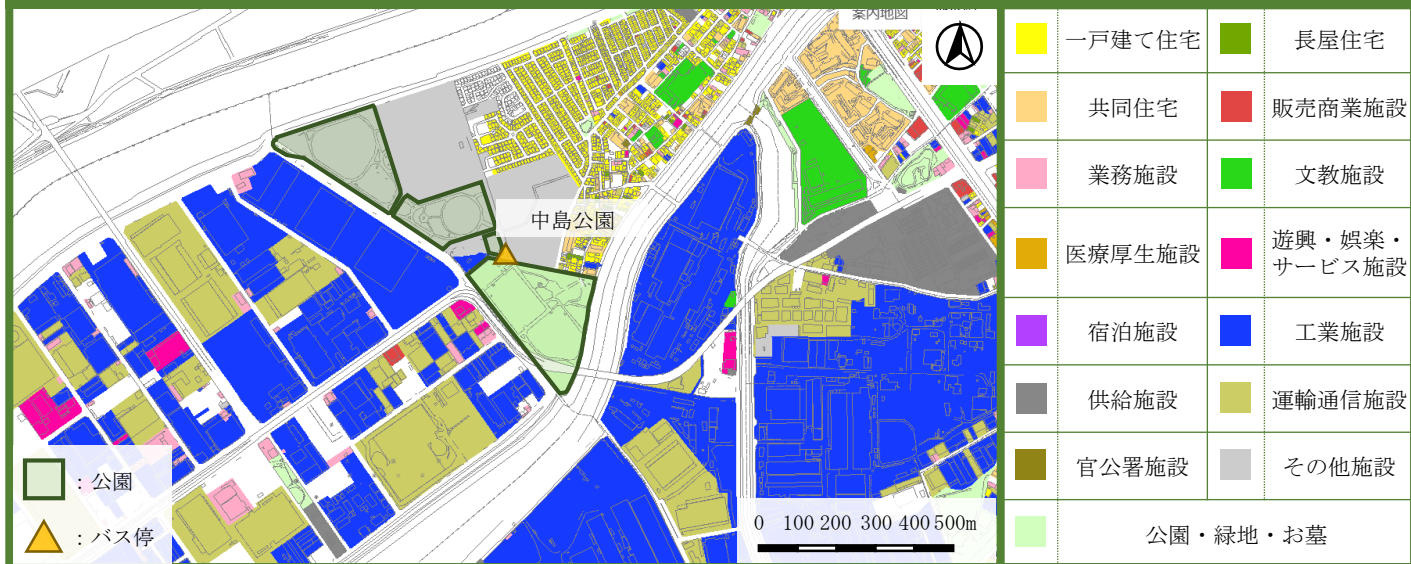 案内地図
中島公園
：公園
：バス停
0 100 200 300 400 500m
一戸建て住宅
長屋住宅
共同住宅
販売商業施設
業務施設
文教施設
医療厚生施設
遊興・娯楽・
サービス施設
宿泊施設
工業施設
供給施設
運輸通信施設
官公署施設
その他施設
公園・緑地・お墓